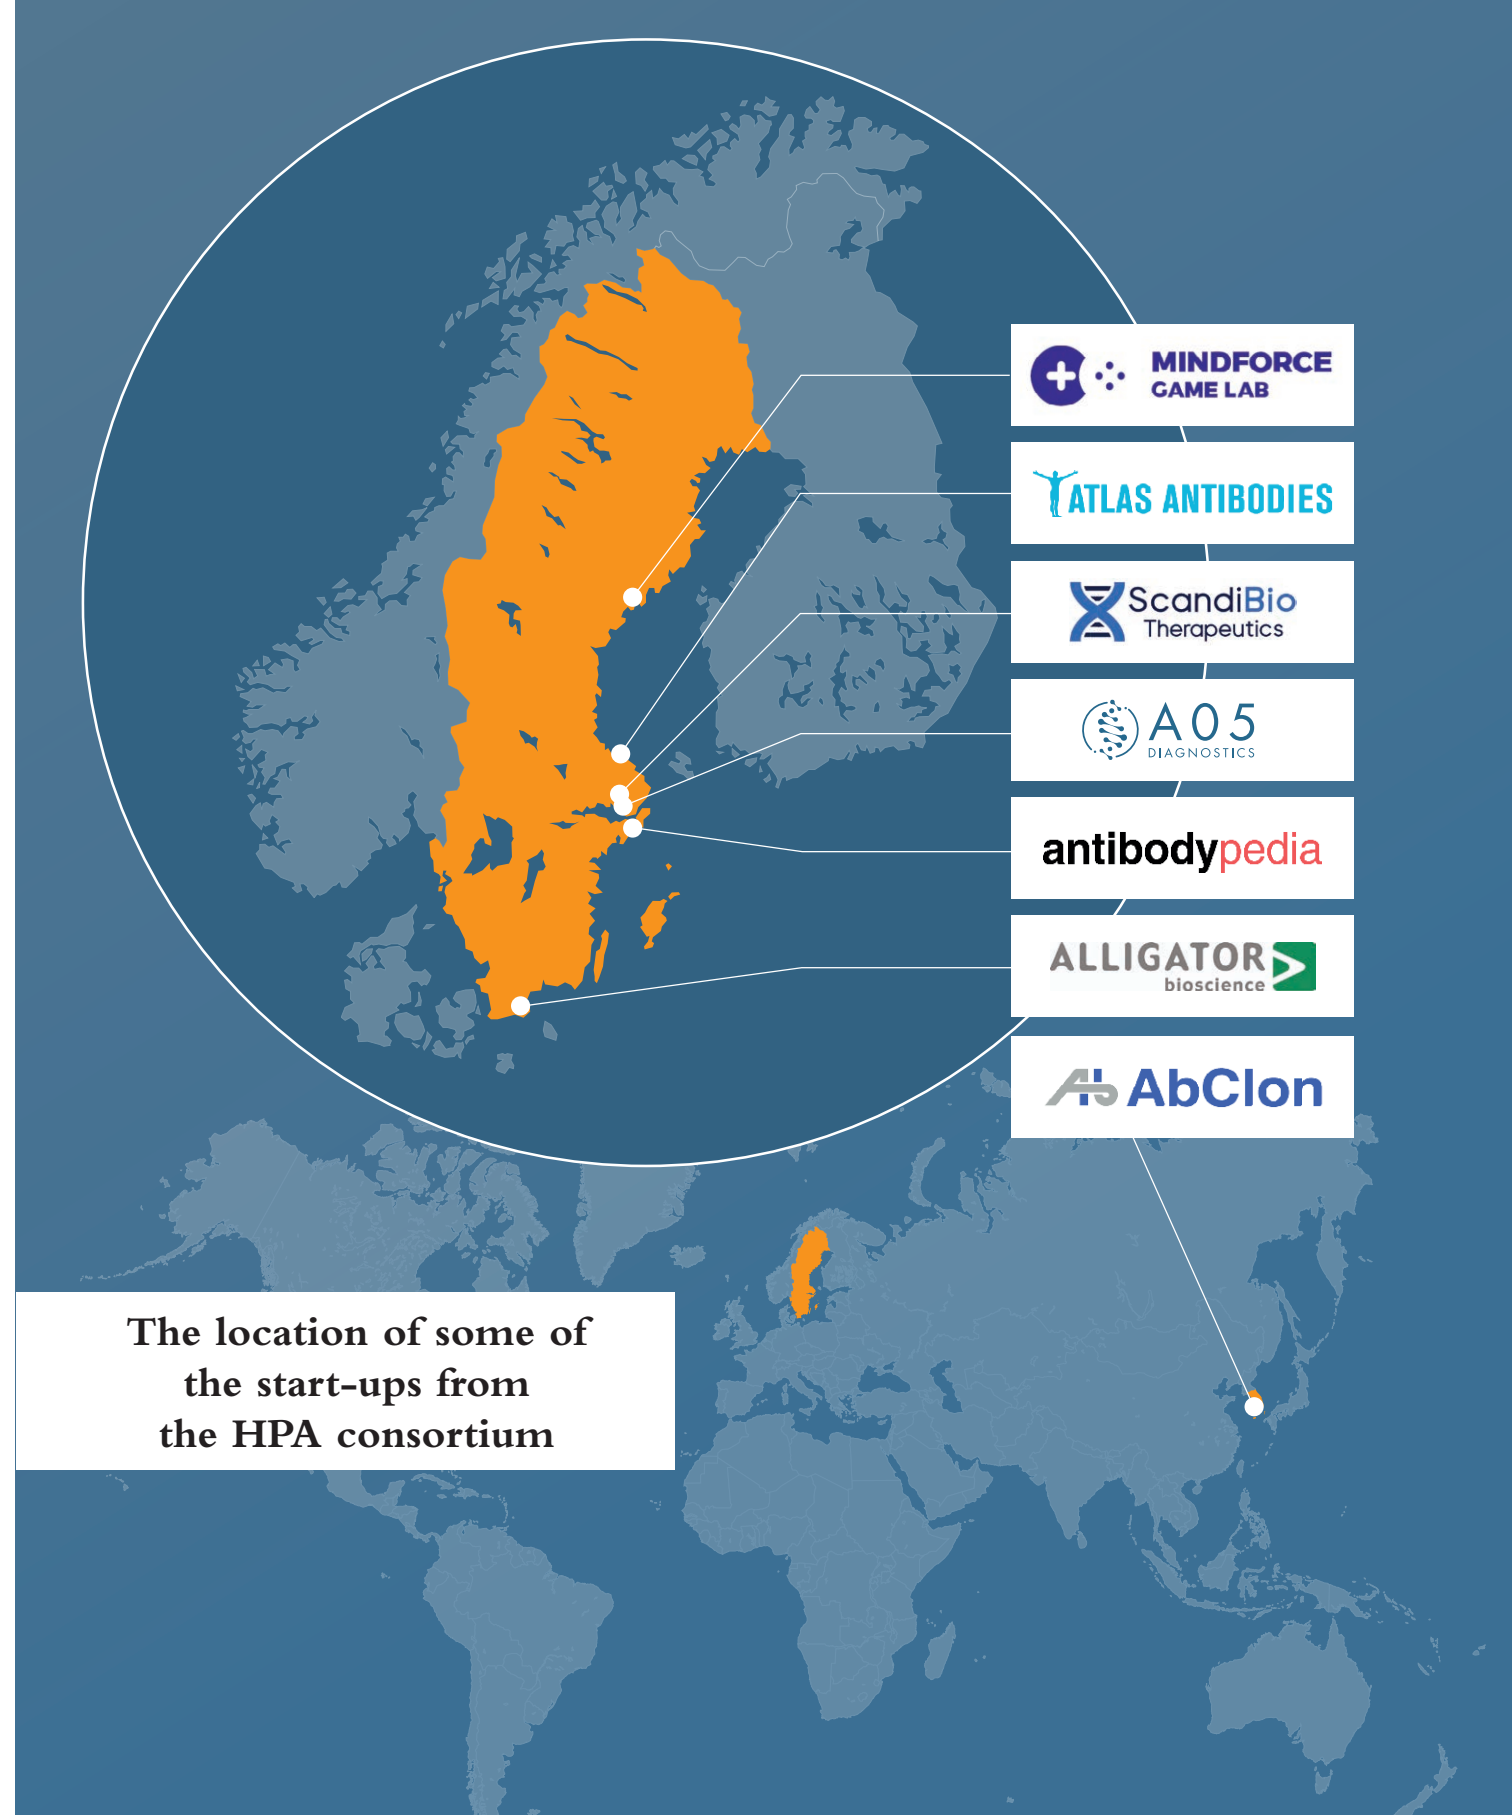 MINDFORCE
GAME LAB
ATLAS ANTIBODIES
ScandiBio
Therapeutics
A05
DIAGNOSTICS
antibodypedia
ALLIGATOR
bioscience
Ab AbClon
The location of some of
the start-ups from
the HPA consortium